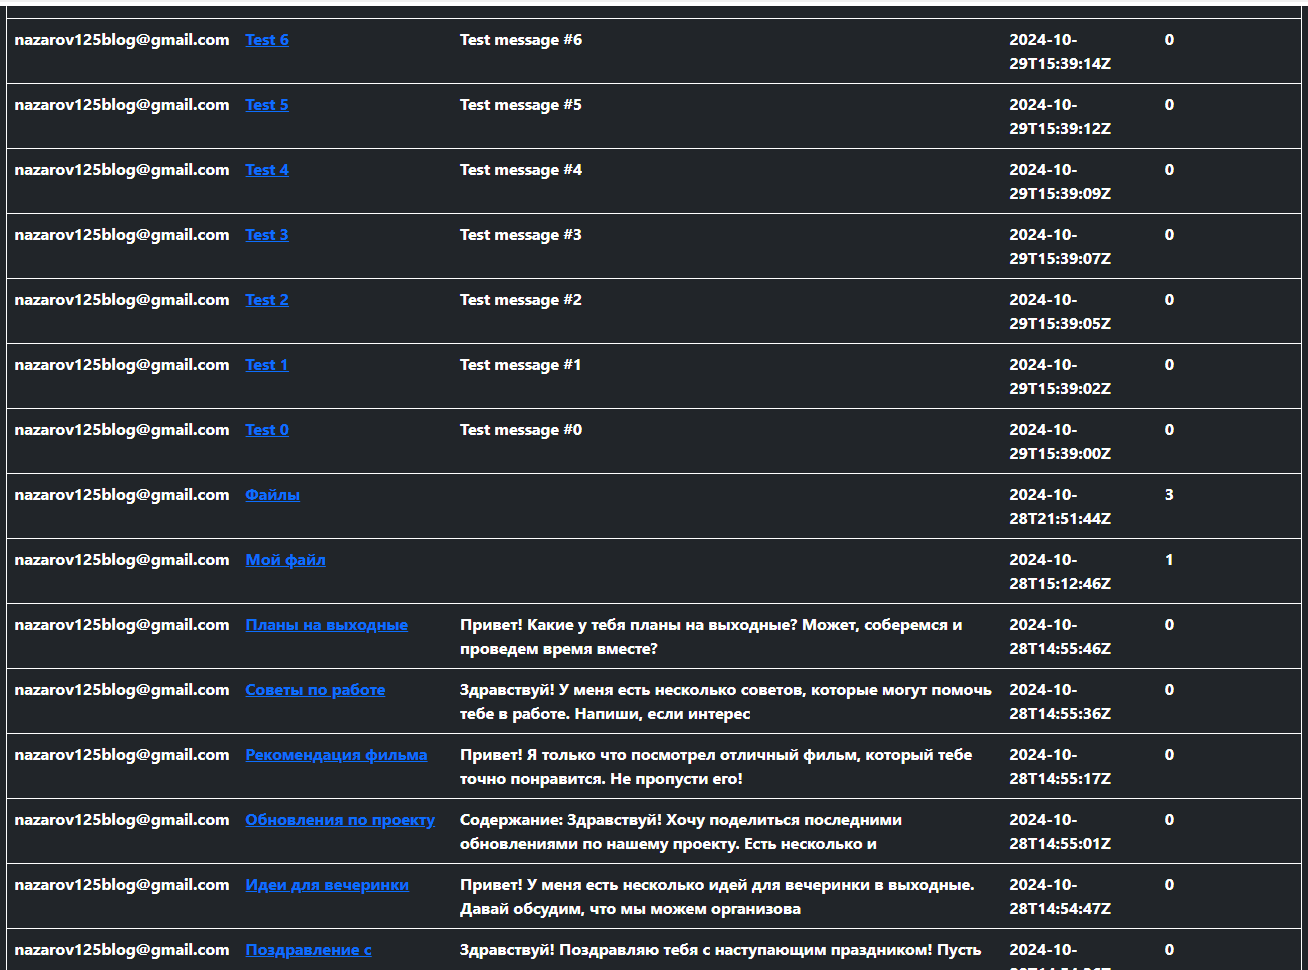 nazarov125blog@gmail.com Test 6 Test message #6 2024-10- 0
29T15:39:14Z
nazarov125blog@gmail.com Test 5 Test message #5 2024-10- 0
29T15:39:12Z
nazarov125blog@gmail.com Test 4 Test message #4 2024-10- 0
29T15:39:09Z
nazarov125blog@gmail.com Test 3 Test message #3 2024-10- 0
29T15:39:07Z
nazarov125blog@gmail.com Test 2 Test message #2 2024-10- 0
29T15:39:05Z
nazarov125blog@gmail.com Test 1 Test message #1 2024-10- 0
29T15:39:02Z
nazarov125blog@gmail.com Test 0 Test message #0 2024-10- 0
29T15:39:00Z
nazarov125blog@gmail.com Файлы 2024-10- 3
28T21:51:44Z
nazarov125blog@gmail.com Мой файл 2024-10- 1
28T15:12:46Z
nazarov125blog@gmail.com Планы на выходные Привет! Какие у тебя планы на выходные? Может, соберемся и 2024-10- 0
проведем время вместе? 28T14:55:46Z
nazarov125blog@gmail.com Советы по работе Здравствуй! У меня есть несколько советов, которые могут помочь 2024-10- 0
тебе в работе. Напиши, если интерес 28T14:55:36Z
nazarov125blog@gmail.com Рекомендация фильма Привет! Я только что посмотрел отличный фильм, который тебе 2024-10- 0
точно понравится. Не пропусти его! 28T14:55:17Z
nazarov125blog@gmail.com Обновления по проекту Содержание: Здравствуй! Хочу поделиться последними 2024-10- 0
обновлениями по нашему проекту. Есть несколько и 28T14:55:01Z
nazarov125blog@gmail.com Идеи для вечеринки Привет! У меня есть несколько идей для вечеринки в выходные. 2024-10- 0
Давай обсудим, что мы можем организова 28T14:54:47Z
nazarov125blog@gmail.com Поздравление с Здравствуй! Поздравляю тебя с наступающим праздником! Пусть 2024-10- 0